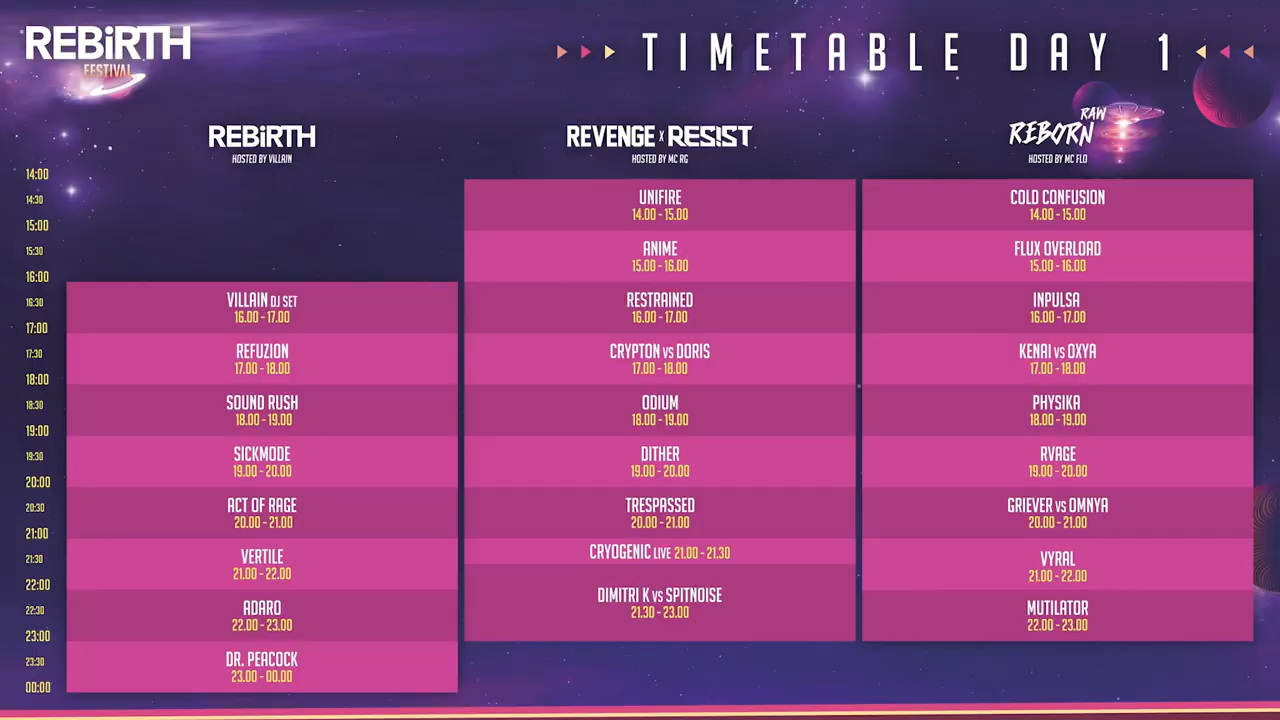 REBiRTH
FESTIVAL
TIMETABLE DAY 1
REBiRTH
HOSTED BY VILLAIN
REVENGE x RESIST
HOSTED BY MC RG
RAW
REBORN
HOSTED BY MC FLO
14:00
14:30
15:00
15:30
16:00
16:30
17:00
17:30
18:00
18:30
19:00
19:30
20:00
20:30
21:00
21:30
22:00
22:30
23:00
23:30
00:00
VILLAIN DJ SET
16.00 - 17.00
REFUZION
17.00 - 18.00
SOUND RUSH
18.00 - 19.00
SICKMODE
19.00 - 20.00
ACT OF RAGE
20.00 - 21.00
VERTILE
21.00 - 22.00
ADARO
22.00 - 23.00
DR. PEACOCK
23.00 - 00.00
UNIFIRE
14.00 - 15.00
ANIME
15.00 - 16.00
RESTRAINED
16.00 - 17.00
CRYPTON vs DORIS
17.00 - 18.00
ODIUM
18.00 - 19.00
DITHER
19.00 - 20.00
TRESPASSED
20.00 - 21.00
CRYOGENIC LIVE 21.00 - 21.30
DIMITRI K vs SPITNOISE
21.30 - 23.00
COLD CONFUSION
14.00 - 15.00
FLUX OVERLOAD
15.00 - 16.00
INPULSA
16.00 - 17.00
KENAI vs OXYA
17.00 - 18.00
PHYSIKA
18.00 - 19.00
RVAGE
19.00 - 20.00
GRIEVER vs OMNYA
20.00 - 21.00
VYRAL
21.00 - 22.00
MUTILATOR
22.00 - 23.00